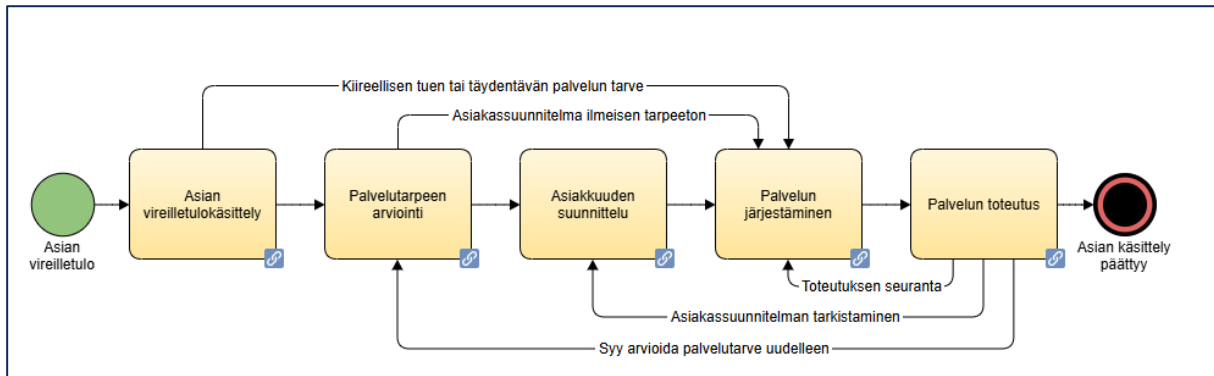 Kiireellisen tuen tai täydentävän palvelun tarve
Asiakassuunnitelma ilmeisen tarpeeton
Asian
vireilletulo
Asian
vireilletulokäsittely
Palvelutarpeen
arviointi
Asiakkuuden
suunnittelu
Palvelun
järjestäminen
Palvelun toteutus
Asian käsittely
päättyy
Toteutuksen seuranta
Asiakassuunnitelman tarkistaminen
Syy arvioida palvelutarve uudelleen